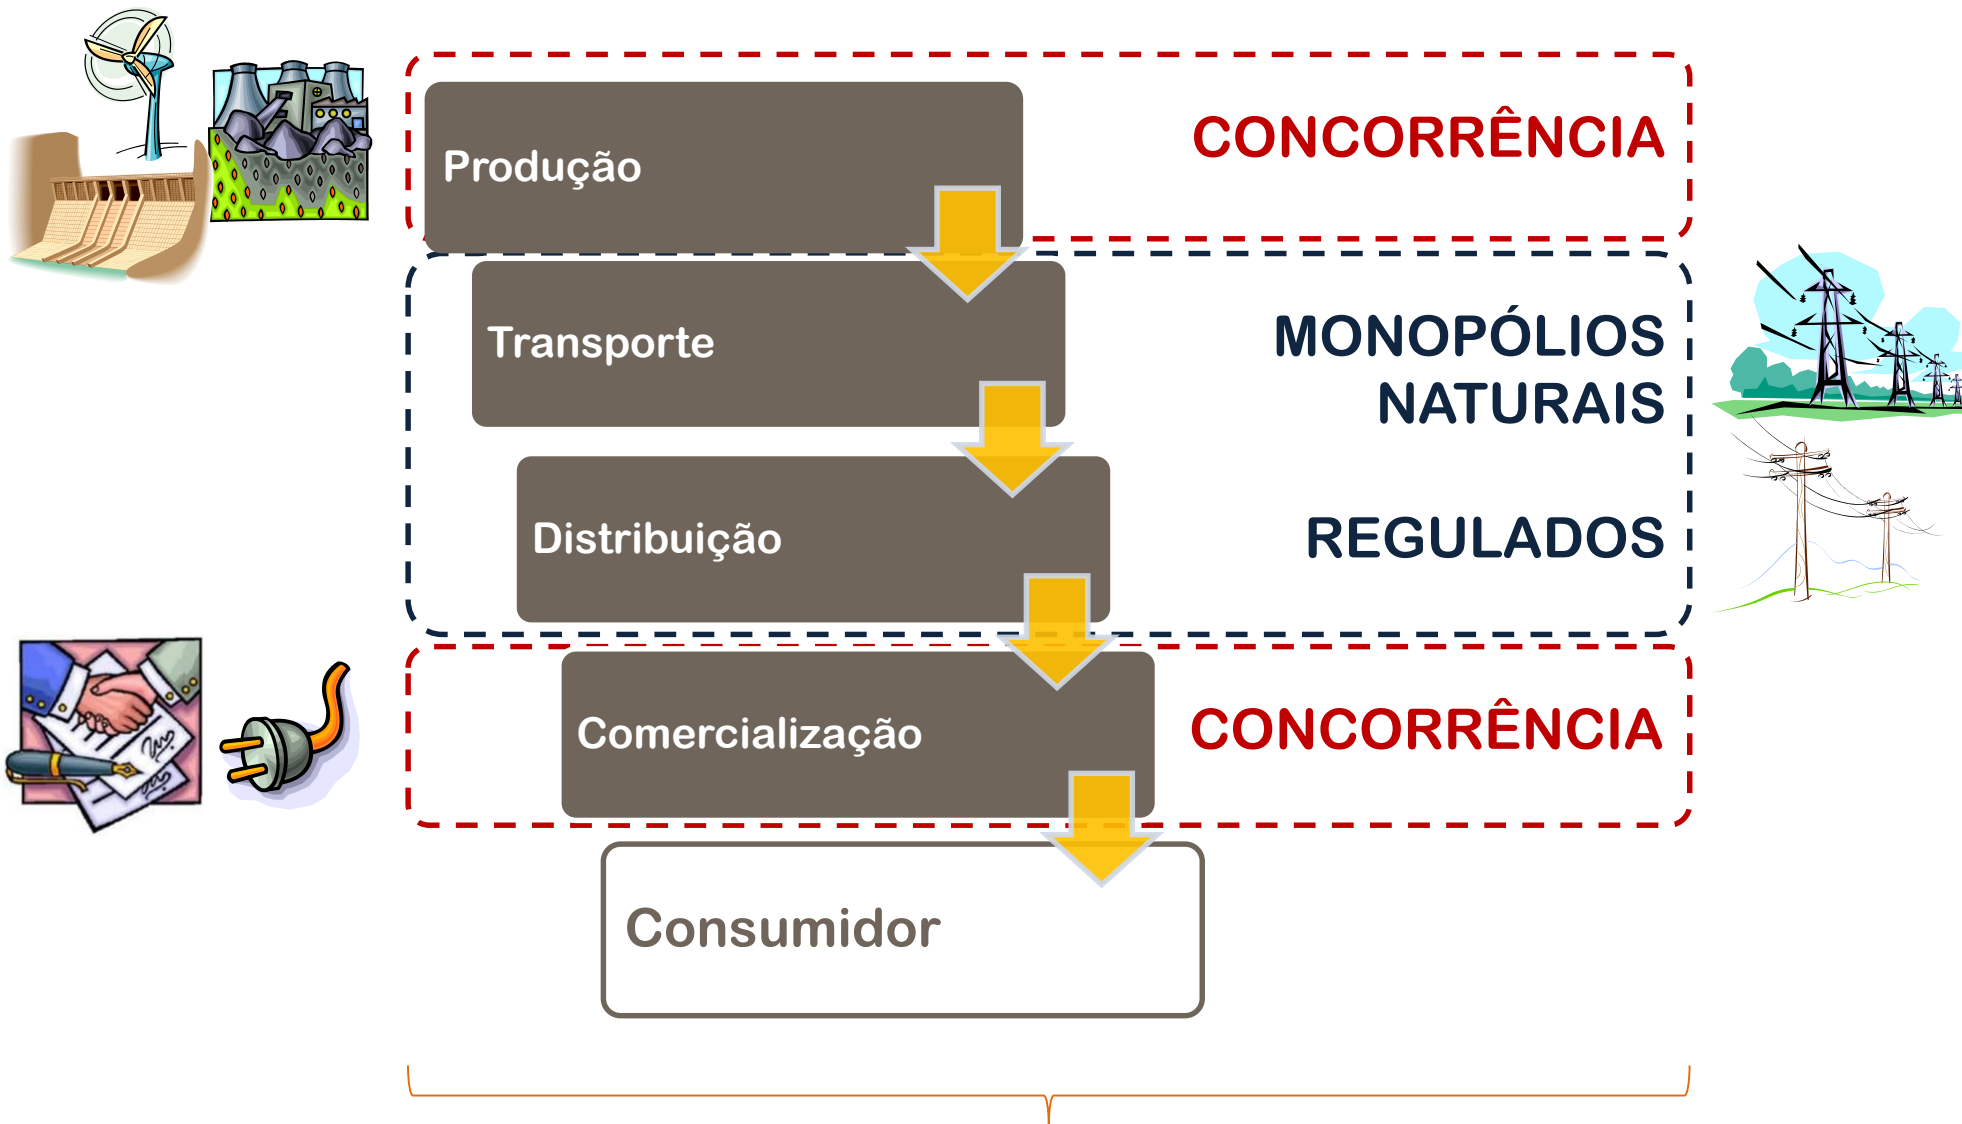 Produção
CONCORRÊNCIA
Transporte
MONOPÓLIOS
NATURAIS
Distribuição
REGULADOS
Comercialização
CONCORRÊNCIA
Consumidor